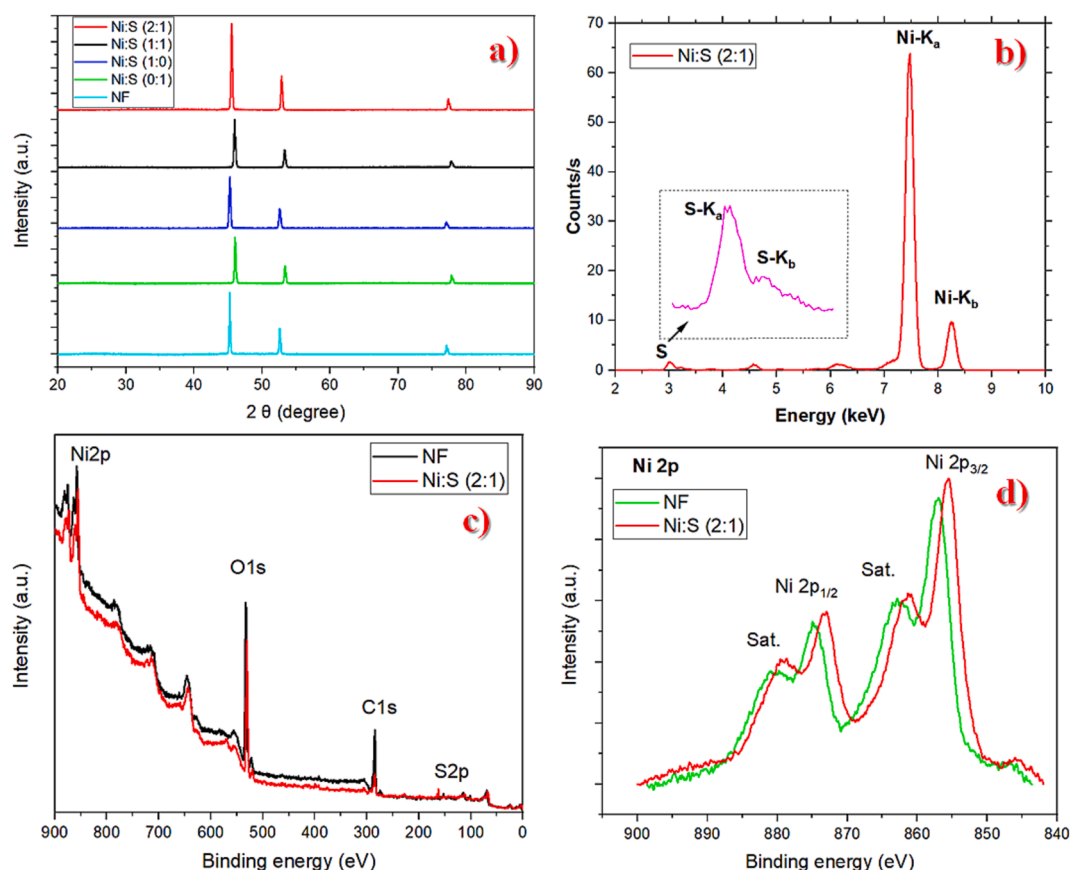 Ni:S (2:1)
Ni:S (1:1)
Ni:S (1:0)
Ni:S (0:1)
NF
a)
Intensity (a.u.)
20 30 40 50 60 70 80 90
2 θ (degree)
Ni:S (2:1)
b)
Ni-Ka
S-Ka
S-Kb
Ni-Kb
S
70
60
50
40
30
20
10
0
Counts/s
2 3 4 5 6 7 8 9 10
Energy (keV)
Ni2p
NF
Ni:S (2:1)
c)
O1s
C1s
S2p
Intensity (a.u.)
900 800 700 600 500 400 300 200 100 0
Binding energy (eV)
Ni 2p
Ni 2p3/2
NF
Ni:S (2:1)
d)
Sat.
Ni 2p1/2
Sat.
Intensity (a.u.)
900 890 880 870 860 850 840
Binding energy (eV)